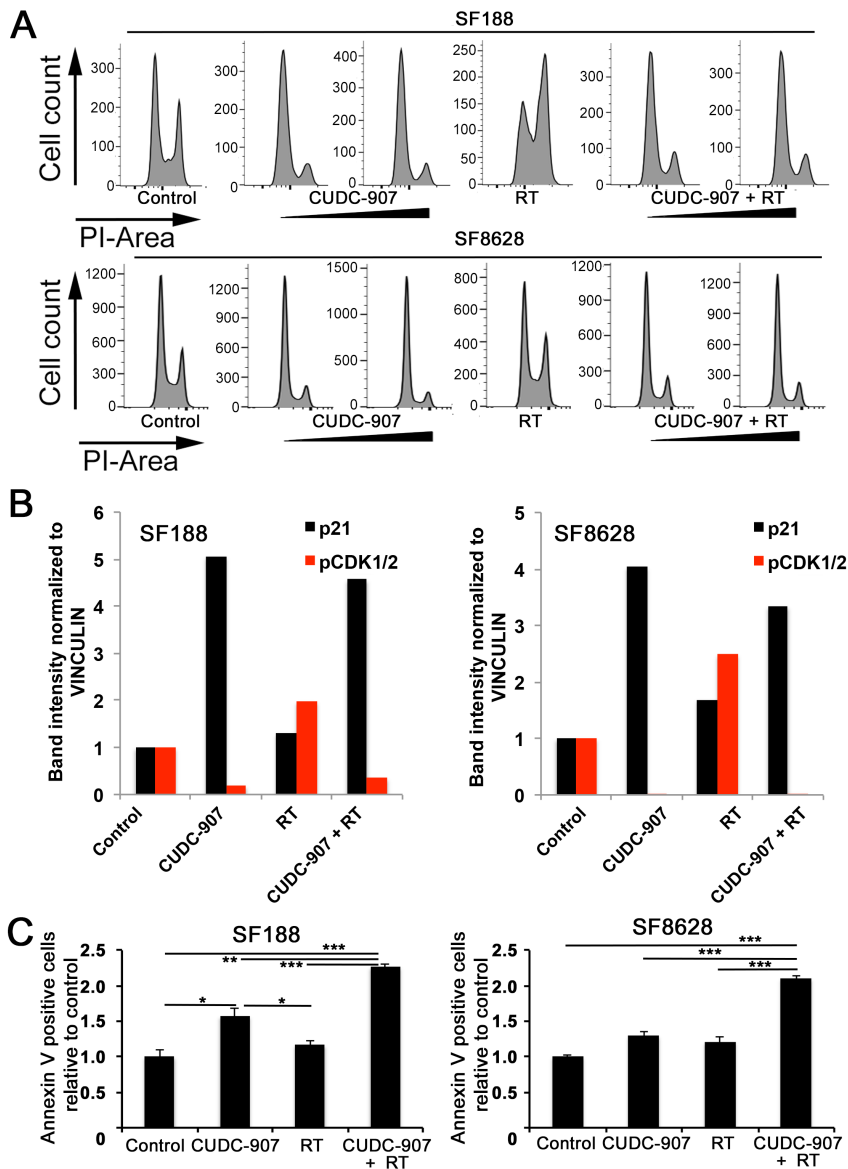 A
SF188
Cell count
300
200
100
0
300
200
100
0
400
300
200
100
0
250
200
150
100
50
0
300
200
100
0
300
200
100
0
Control
CUDC-907
RT
CUDC-907 + RT
PI-Area
SF8628
Cell count
1200
900
600
300
0
1200
900
600
300
0
1500
1000
500
0
800
600
400
200
0
1200
900
600
300
0
1200
900
600
300
0
Control
CUDC-907
RT
CUDC-907 + RT
PI-Area
B
Band intensity normalized to
VINCULIN
6
5
4
3
2
1
0
SF188
p21
pCDK1/2
Control
CUDC-907
RT
CUDC-907 + RT
Band intensity normalized to
VINCULIN
5
4
3
2
1
0
SF8628
p21
pCDK1/2
Control
CUDC-907
RT
CUDC-907 + RT
C
SF188
Annexin V positive cells
relative to control
2.5
2.0
1.5
1.0
0.5
0
***
**
***
*
*
Control
CUDC-907
RT
CUDC-907
+ RT
SF8628
Annexin V positive cells
relative to control
2.5
2.0
1.5
1.0
0.5
0
***
***
***
Control
CUDC-907
RT
CUDC-907
+ RT